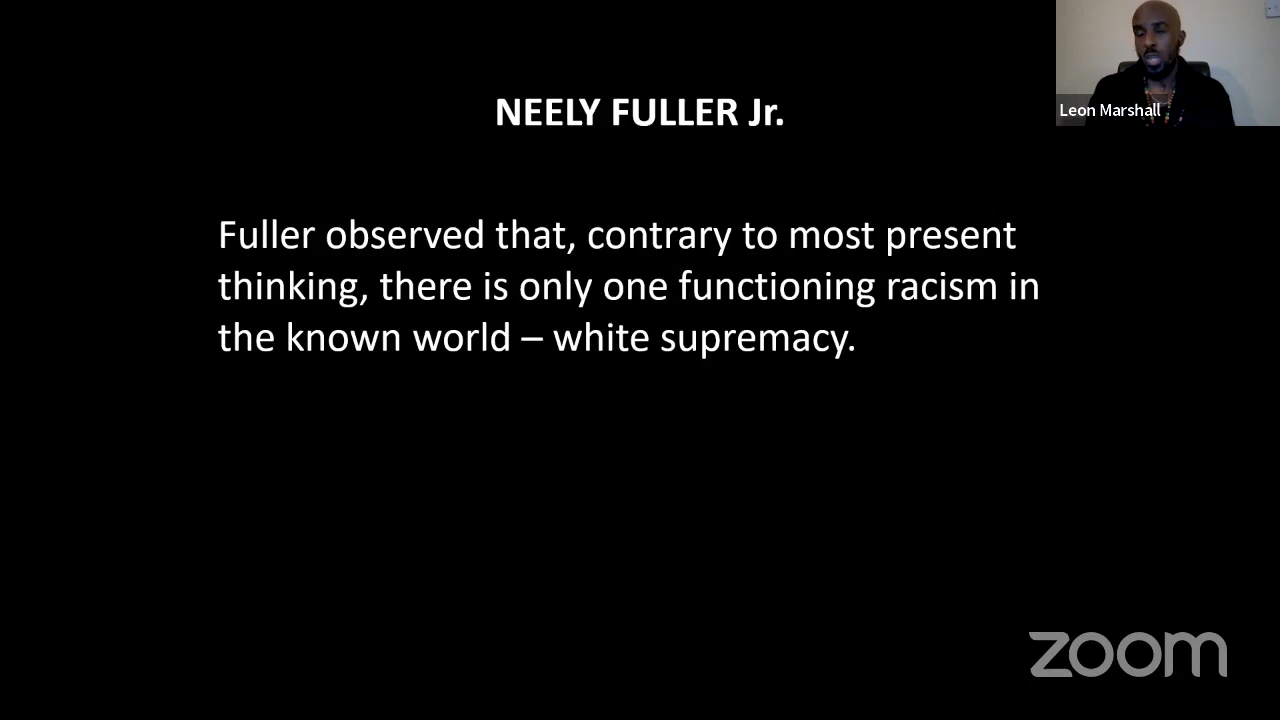 NEELY FULLER Jr.
Leon Marshall
Fuller observed that, contrary to most present
thinking, there is only one functioning racism in
the known world – white supremacy.
zoom